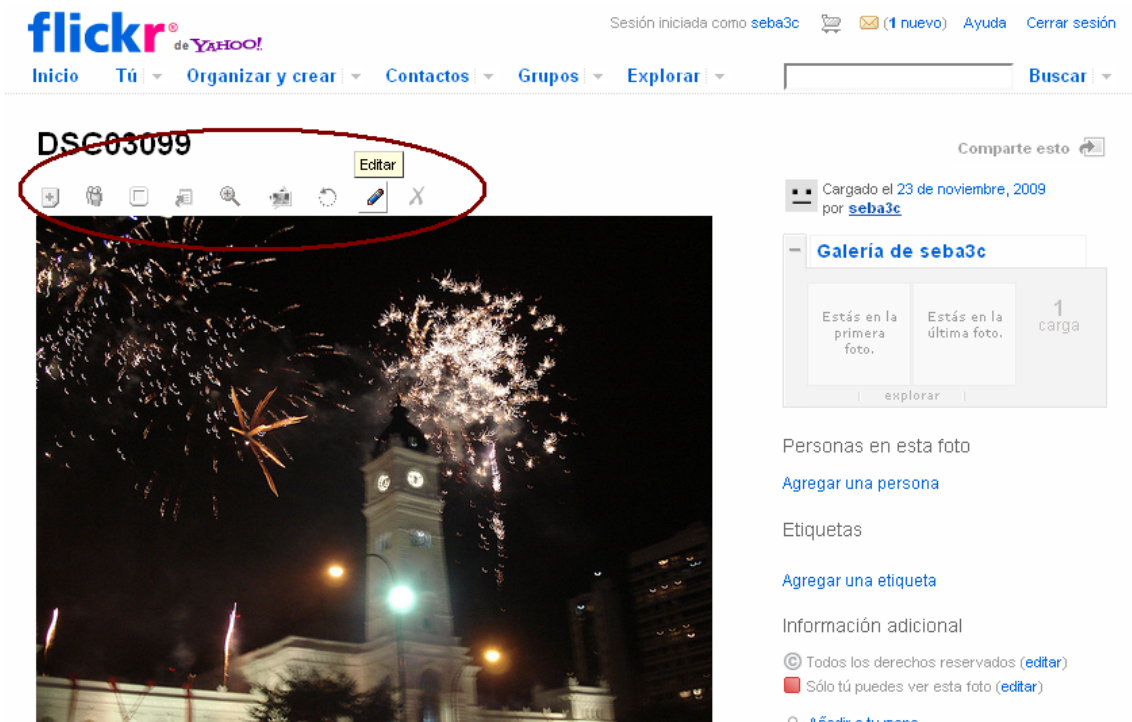 flickr® de YAHOO!
Sesión iniciada como seba3c (1 nuevo) Ayuda Cerrar sesión
Inicio Tú Organizar y crear Contactos Grupos Explorar Buscar
DSC03099
Comparte esto
Editar
Cargado el 23 de noviembre, 2009
por seba3c
Galería de seba3c
Estás en la
primera
foto.
Estás en la
última foto.
1
carga
explorar
Personas en esta foto
Agregar una persona
Etiquetas
Agregar una etiqueta
Información adicional
© Todos los derechos reservados (editar)
Sólo tú puedes ver esta foto (editar)
Añadir a tu mapa